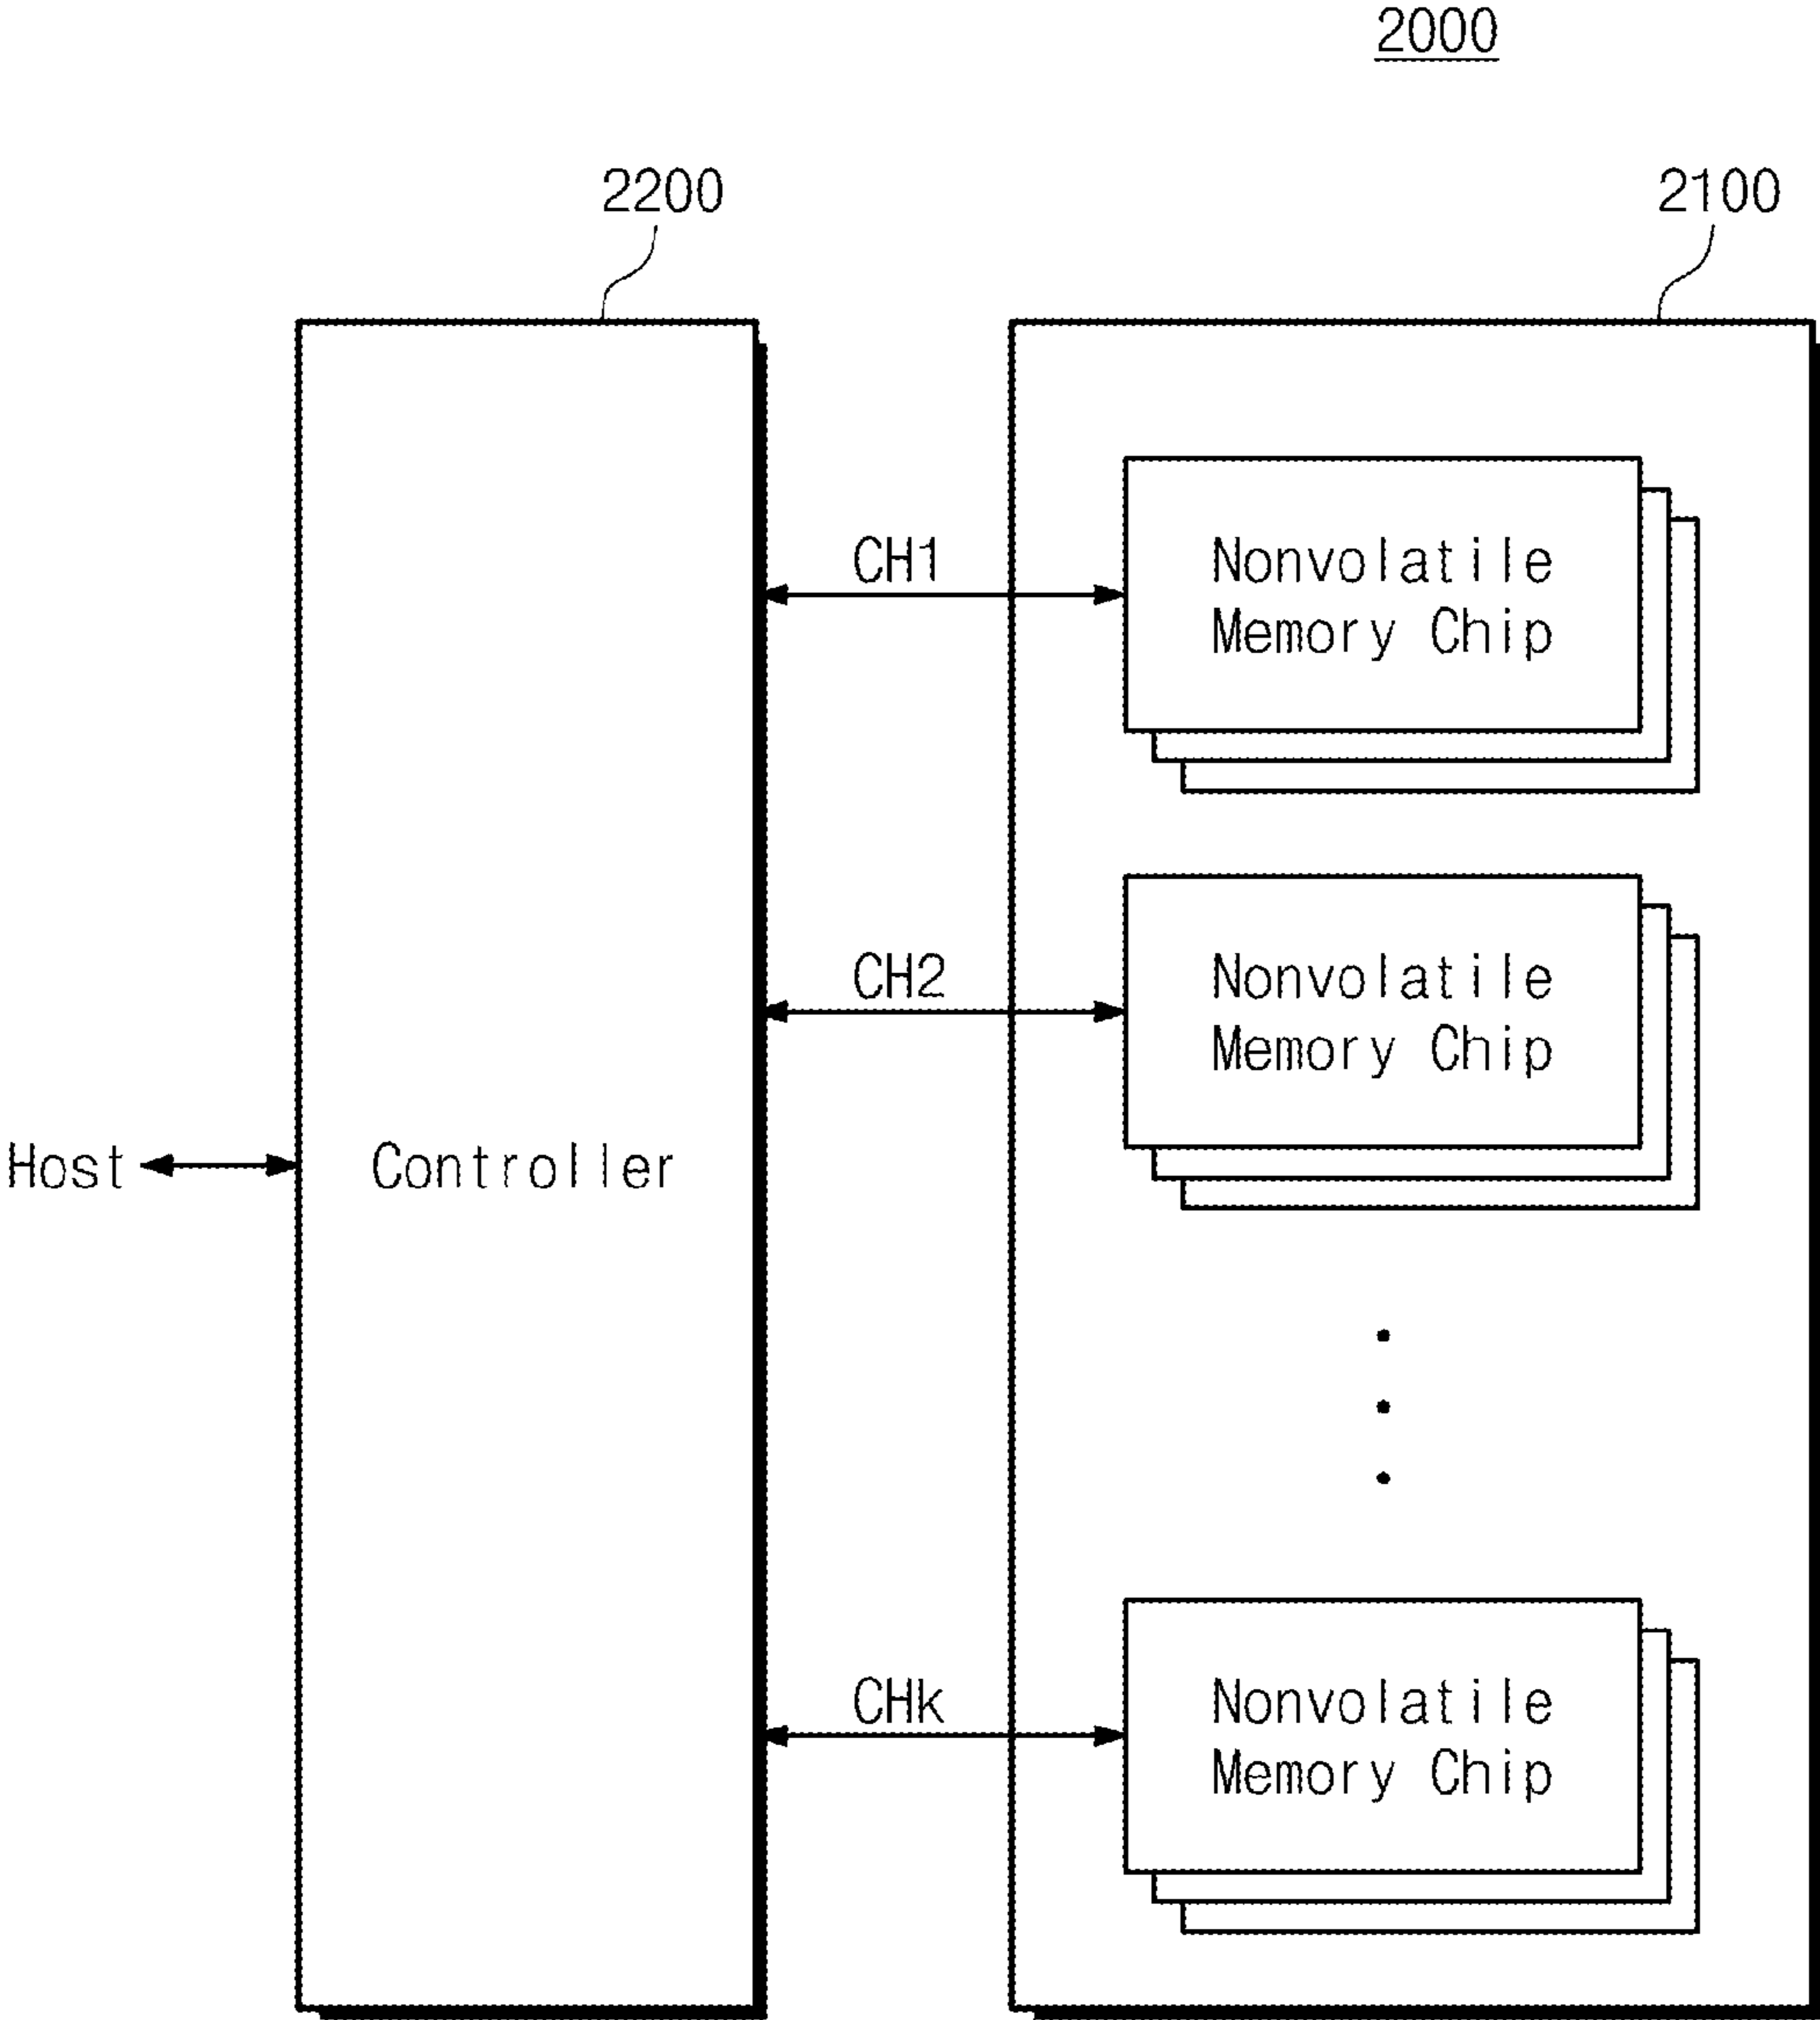 2000
2200
2100
CH1
Nonvolatile
Memory Chip
CH2
Nonvolatile
Memory Chip
Host
Controller
CHk
Nonvolatile
Memory Chip